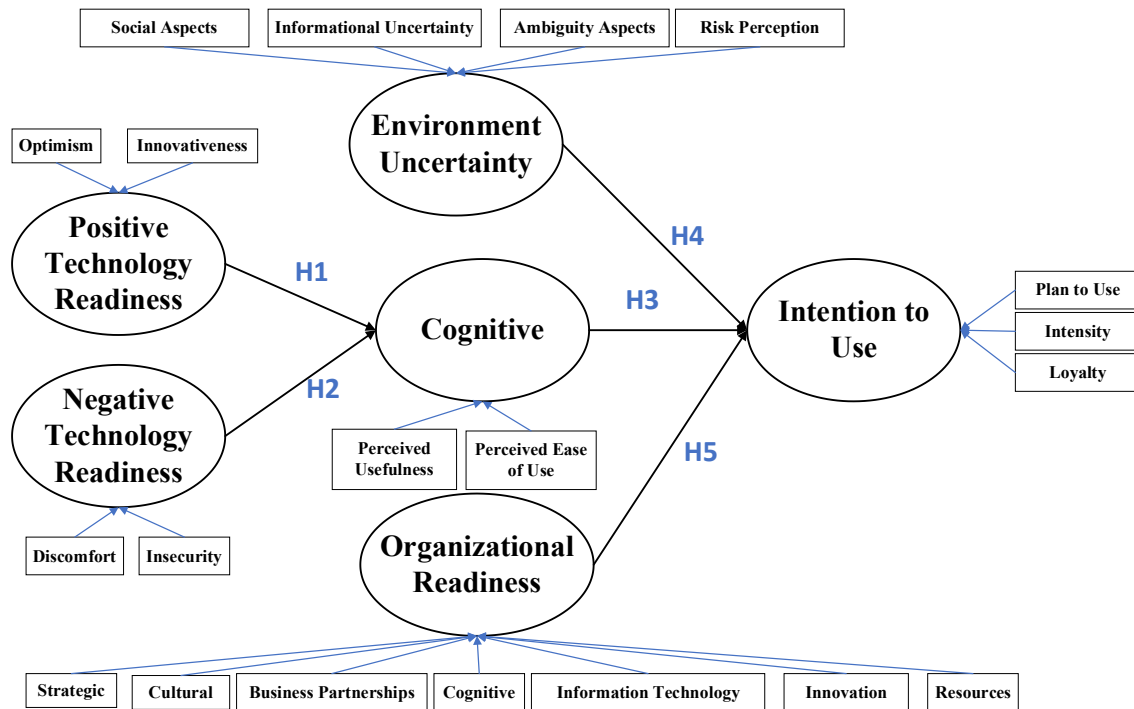 Social Aspects
Informational Uncertainty
Ambiguity Aspects
Risk Perception
Environment
Uncertainty
Optimism
Innovativeness
Positive
Technology
Readiness
H1
H4
Cognitive
H3
Intention to
Use
Plan to Use
Intensity
Loyalty
Negative
Technology
Readiness
H2
Perceived
Usefulness
Perceived Ease
of Use
H5
Discomfort
Insecurity
Organizational
Readiness
Strategic
Cultural
Business Partnerships
Cognitive
Information Technology
Innovation
Resources